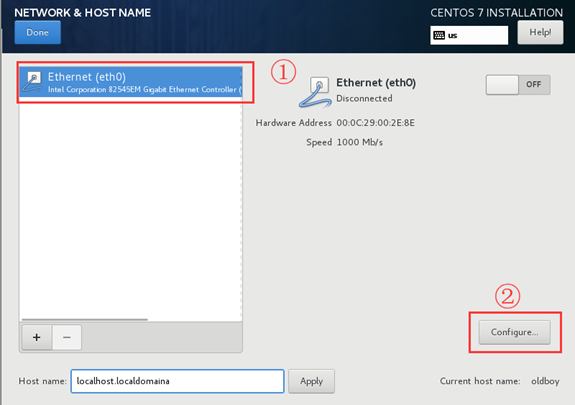 NETWORK & HOST NAME
CENTOS 7 INSTALLATION
Done
us
Help!
Ethernet (eth0)
Intel Corporation 82545EM Gigabit Ethernet Controller (
①
Ethernet (eth0)
Disconnected
OFF
Hardware Address 00:0C:29:00:2E:8E
Speed 1000 Mb/s
②
Configure...
+ −
Host name: localhost.localdomaina Apply Current host name: oldboy